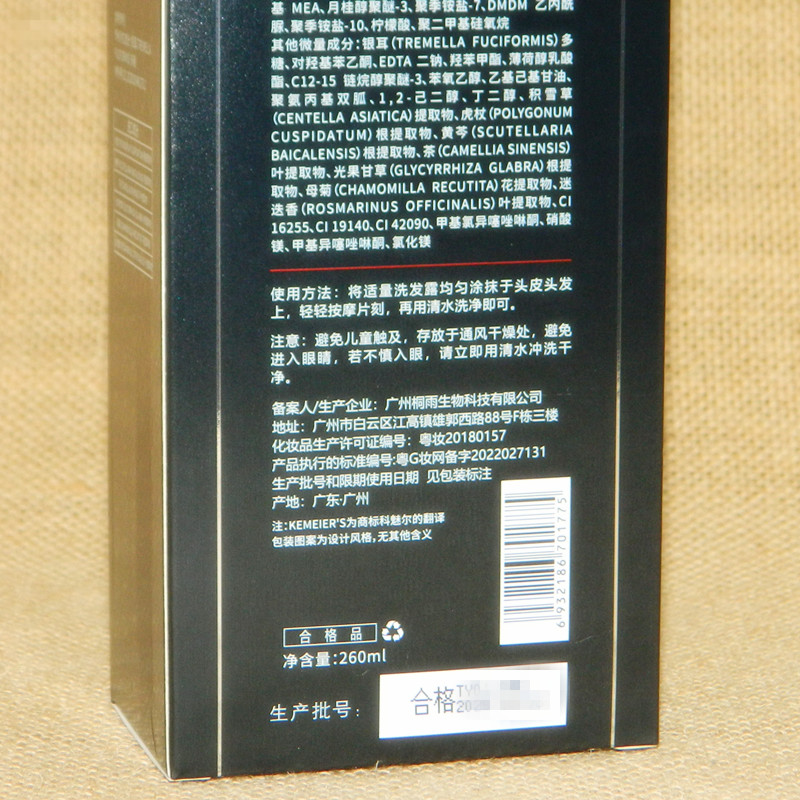 基 MEA、月桂醇聚醚-3、聚季铵盐-7、DMDM 乙内酰
脲、聚季铵盐-10、柠檬酸、聚二甲基硅氧烷
其他微量成分：银耳(TREMELLA FUCIFORMIS)多
糖、对羟基苯乙酮、EDTA 二钠、羟苯甲酯、薄荷醇乳酸
酯、C12-15 链烷醇聚醚-3、苯氧乙醇、乙基己基甘油、
聚氨丙基双胍、1,2-己二醇、丁二醇、积雪草
(CENTELLA ASIATICA)提取物、虎杖(POLYGONUM
CUSPIDATUM)根提取物、黄芩(SCUTELLARIA
BAICALENSIS)根提取物、茶(CAMELLIA SINENSIS)
叶提取物、光果甘草(GLYCYRRHIZA GLABRA)根提
取物、母菊(CHAMOMILLA RECUTITA)花提取物、迷
迭香(ROSMARINUS OFFICINALIS)叶提取物、CI
16255、CI 19140、CI 42090、甲基氯异噻唑啉酮、硝酸
镁、甲基异噻唑啉酮、氯化镁
使用方法：将适量洗发露均匀涂抹于头皮头发
上，轻轻按摩片刻，再用清水洗净即可。
注意：避免儿童触及，存放于通风干燥处，避免
进入眼睛，若不慎入眼，请立即用清水冲洗干
净。
备案人/生产企业：广州桐雨生物科技有限公司
地址：广州市白云区江高镇雄郭西路88号F栋三楼
化妆品生产许可证编号：粤妆20180157
产品执行的标准编号:粤G妆网备字2022027131
生产批号和限期使用日期 见包装标注
产地：广东·广州
注:KEMEIER'S为商标科魅尔的翻译
包装图案为设计风格,无其他含义
6 932186 701775
合格品
净含量:260ml
生产批号：
合格